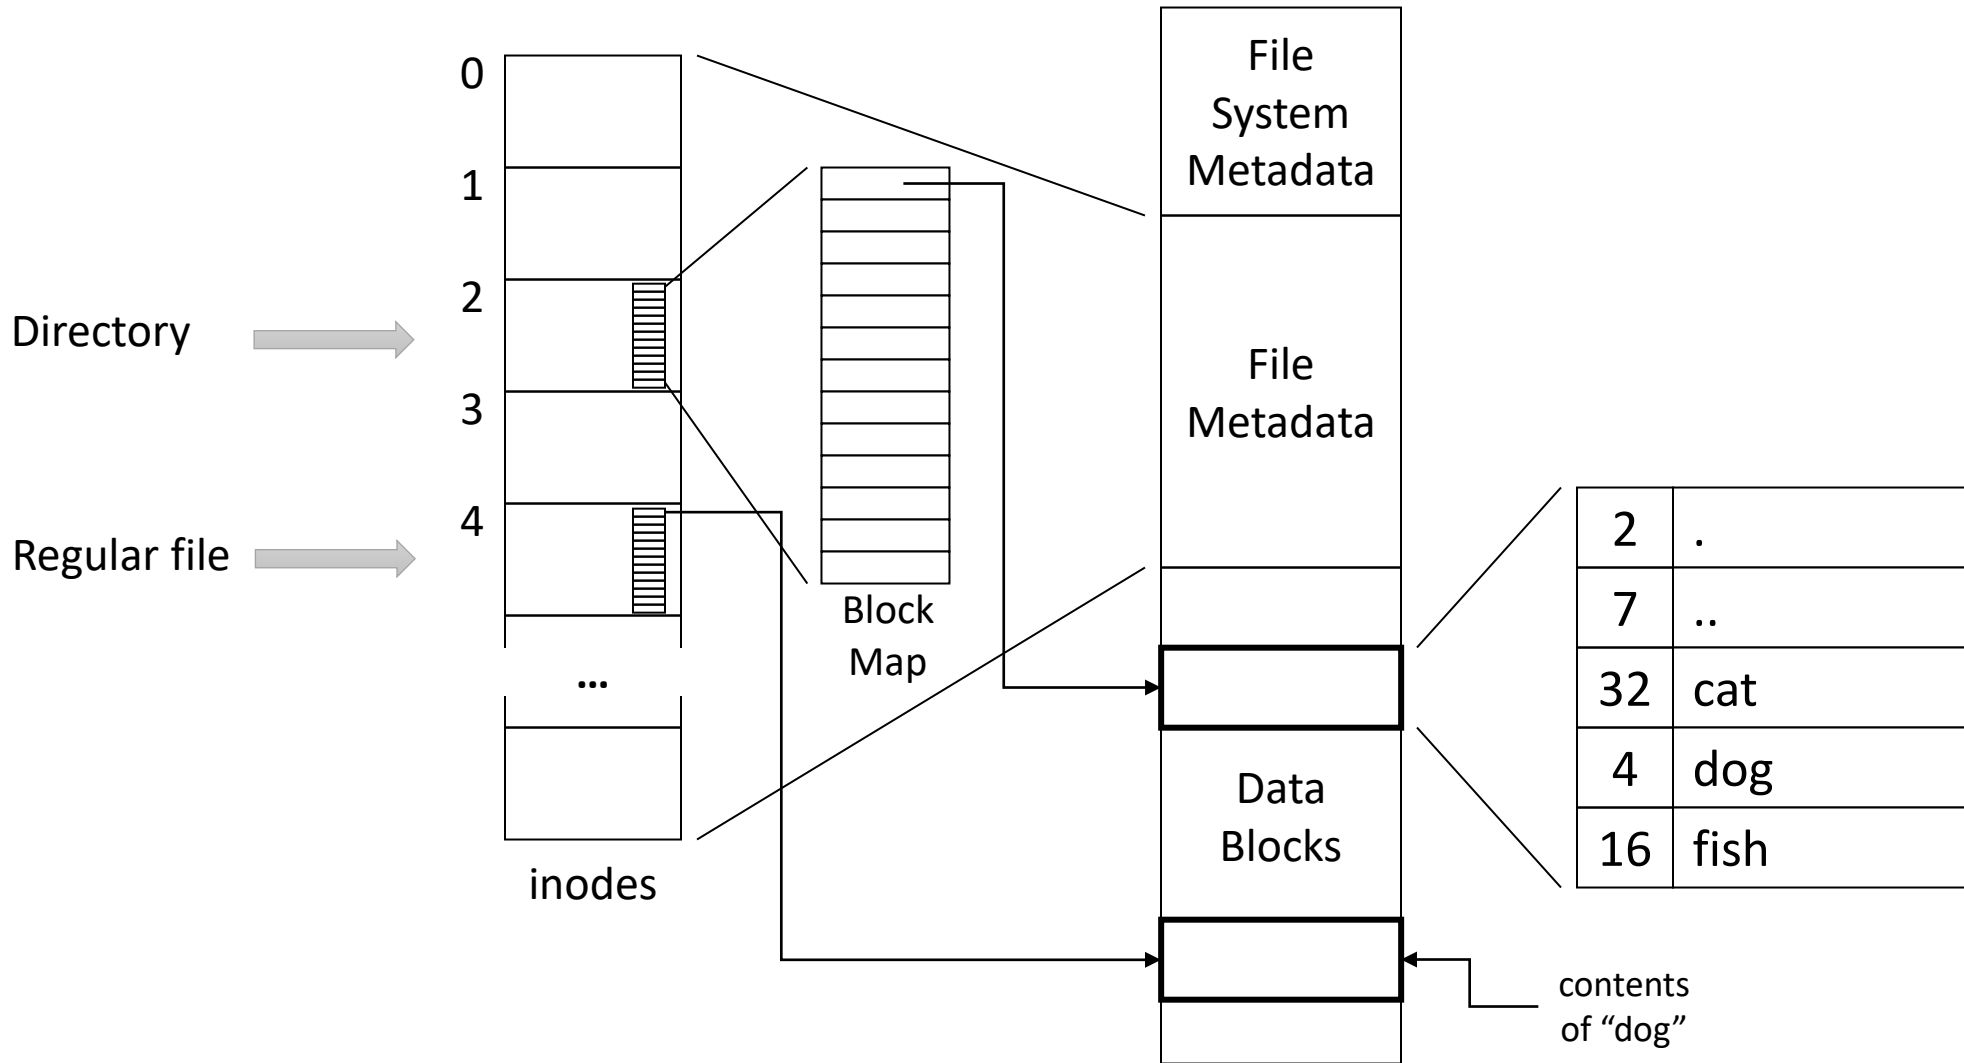 0
1
2
3
4
...
inodes
Directory
Regular file
Block
Map
File
System
Metadata
File
Metadata
Data
Blocks
2 .
7 ..
32 cat
4 dog
16 fish
contents
of “dog”